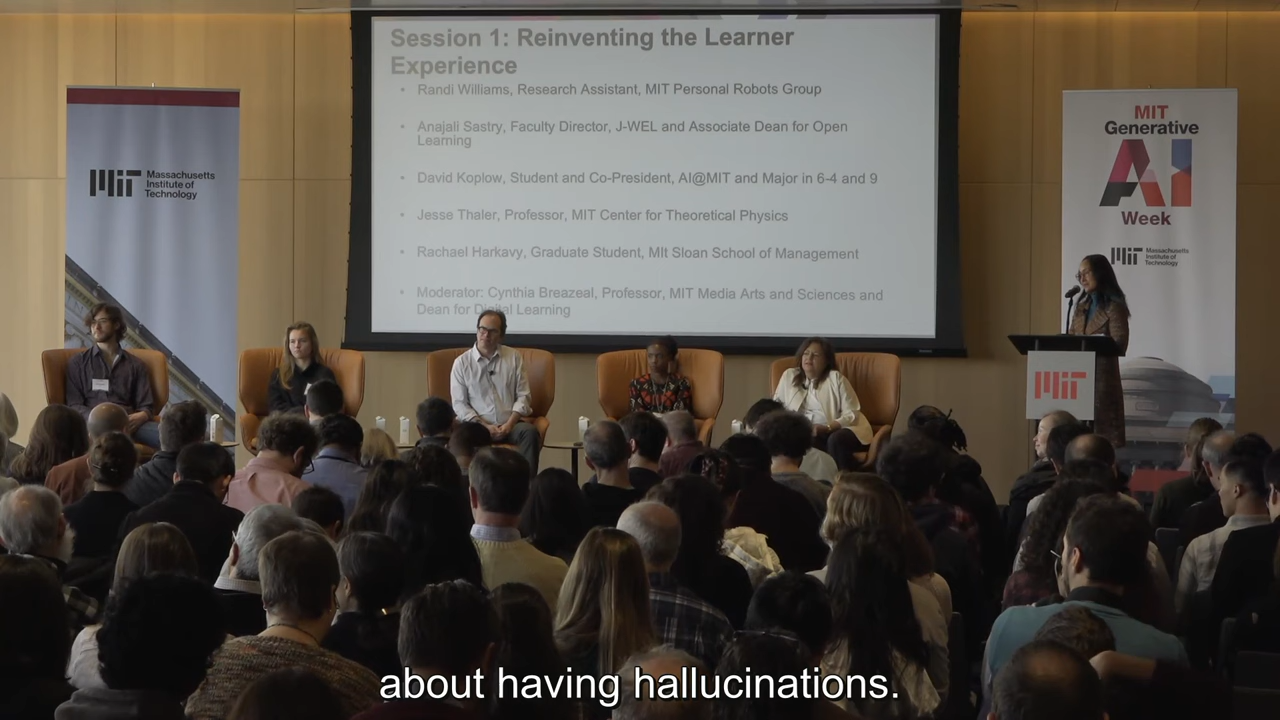 Session 1: Reinventing the Learner
Experience
• Randi Williams, Research Assistant, MIT Personal Robots Group
• Anajali Sastry, Faculty Director, J-WEL and Associate Dean for Open
Learning
• David Koplow, Student and Co-President, AI@MIT and Major in 6-4 and 9
• Jesse Thaler, Professor, MIT Center for Theoretical Physics
• Rachael Harkavy, Graduate Student, MIt Sloan School of Management
• Moderator: Cynthia Breazeal, Professor, MIT Media Arts and Sciences and
Dean for Digital Learning
MIT
Massachusetts
Institute of
Technology
MIT
Generative
AI
Week
MIT
Massachusetts
Institute of
Technology
MIT
about having hallucinations.